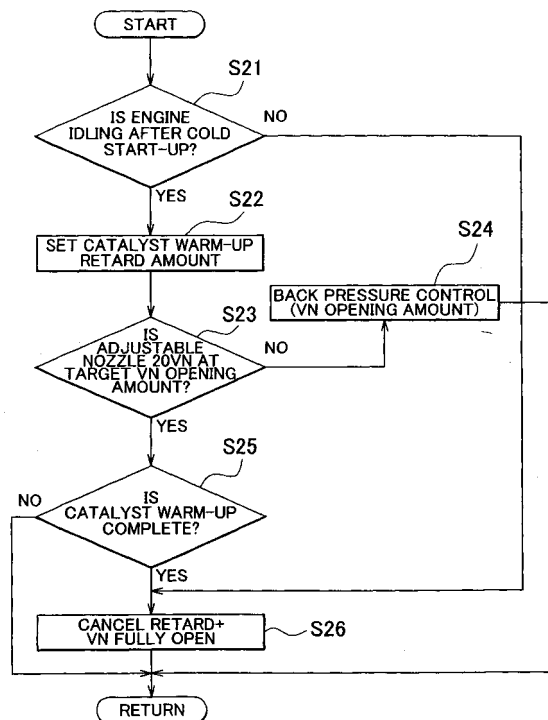 START
S21
IS ENGINE
IDLING AFTER COLD
START-UP?
NO
YES
S22
SET CATALYST WARM-UP
RETARD AMOUNT
S24
BACK PRESSURE CONTROL
(VN OPENING AMOUNT)
S23
IS
ADJUSTABLE
NOZZLE 20VN AT
TARGET VN OPENING
AMOUNT?
NO
YES
S25
IS
CATALYST WARM-UP
COMPLETE?
NO
YES
CANCEL RETARD+
VN FULLY OPEN
S26
RETURN